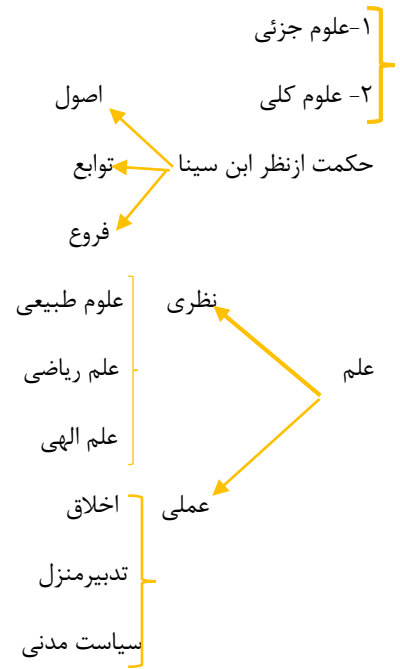 ۱-علوم جزئی
۲- علوم کلی
اصول
حکمت ازنظر ابن سینا
توابع
فروع
نظری
علوم طبیعی
علم
علم ریاضی
علم الهی
عملی
اخلاق
تدبیرمنزل
سیاست مدنی